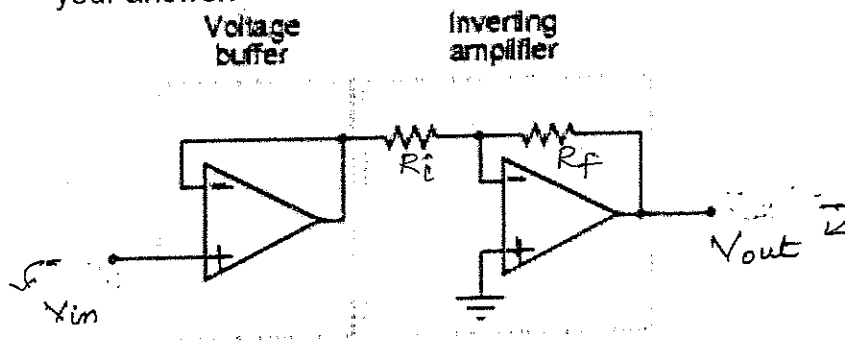 your answer.
Voltage
buffer
Inverting
amplifier
Ri
Rf
Vout
Vin